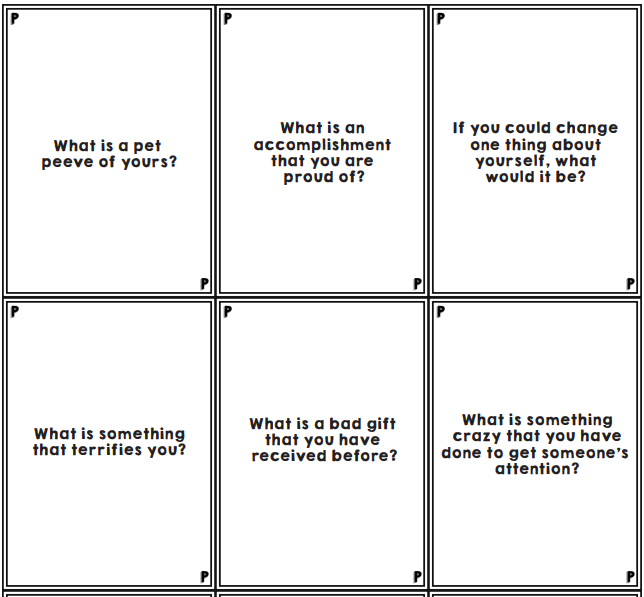 P
What is a pet
peeve of yours?
P
P
What is an
accomplishment
that you are
proud of?
P
P
If you could change
one thing about
yourself, what
would it be?
P
P
What is something
that terrifies you?
P
P
What is a bad gift
that you have
received before?
P
P
What is something
crazy that you have
done to get someone's
attention?
P